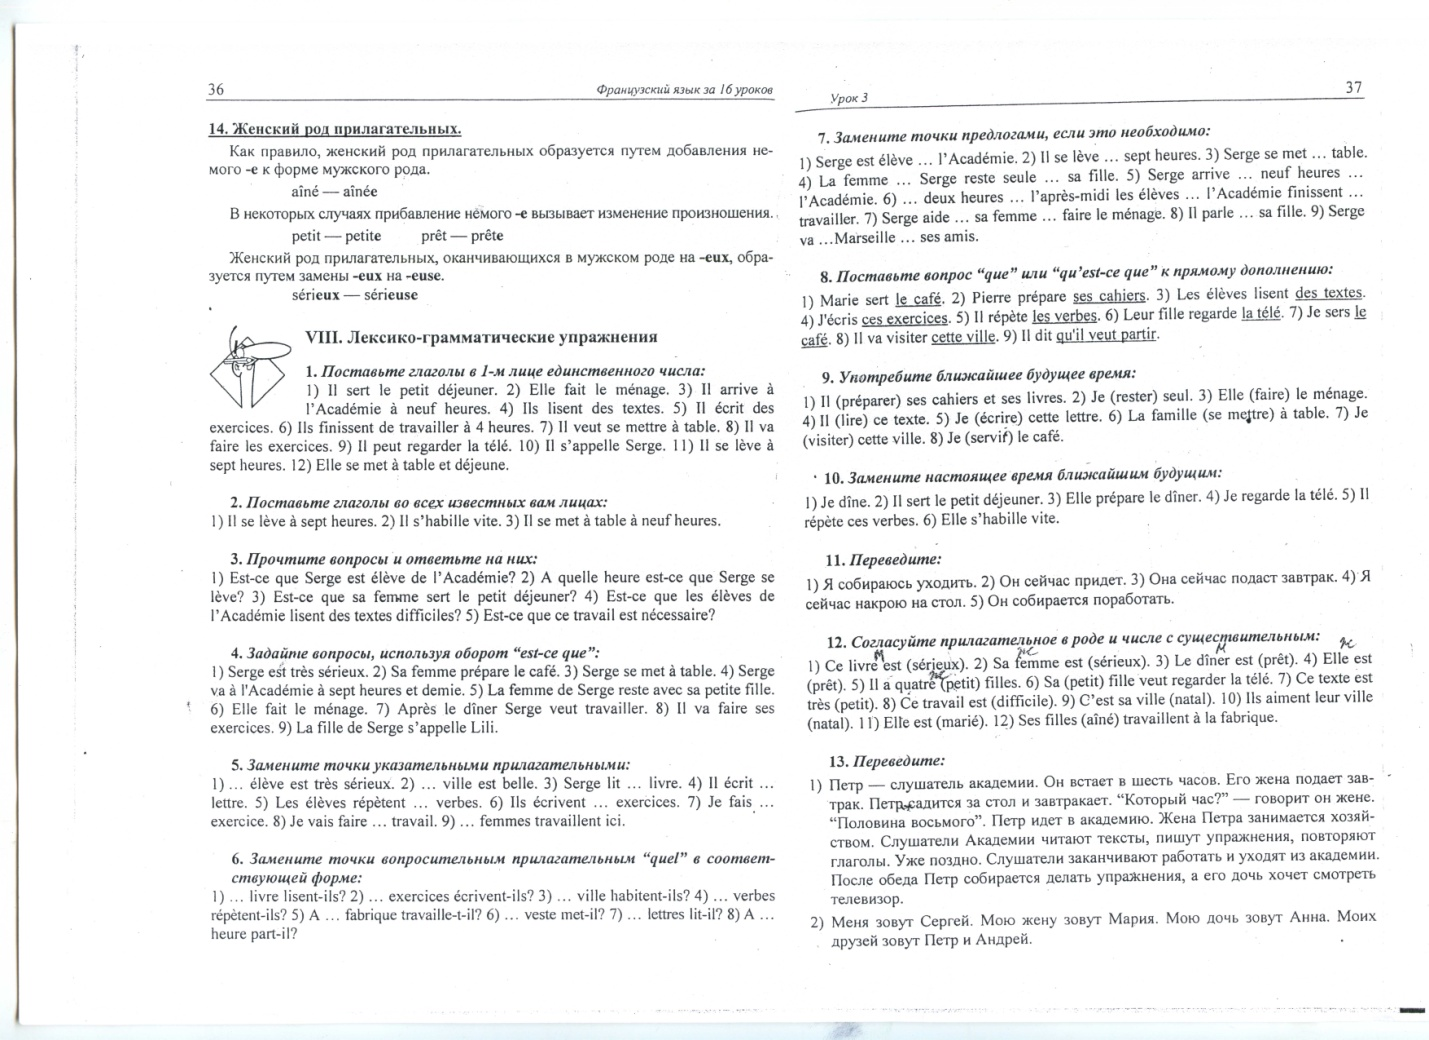 36 Французский язык за 16 уроков
14. Женский род прилагательных.
Как правило, женский род прилагательных образуется путем добавления не-
мого -е к форме мужского рода.
aîné — aînée
В некоторых случаях прибавление немого -е вызывает изменение произношения.
petit — petite prêt — prête
Женский род прилагательных, оканчивающихся в мужском роде на -eux, обра-
зуется путем замены -eux на -euse.
sérieux — sérieuse
VIII. Лексико-грамматические упражнения
1. Поставьте глаголы в 1-м лице единственного числа:
1) Il sert le petit déjeuner. 2) Elle fait le ménage. 3) Il arrive à
l'Académie à neuf heures. 4) Ils lisent des textes. 5) Il écrit des
exercices. 6) Ils finissent de travailler à 4 heures. 7) Il veut se mettre à table. 8) Il va
faire les exercices. 9) Il peut regarder la télé. 10) Il s'appelle Serge. 11) Il se lève à
sept heures. 12) Elle se met à table et déjeune.
2. Поставьте глаголы во всех известных вам лицах:
1) Il se lève à sept heures. 2) Il s'habille vite. 3) Il se met à table à neuf heures.
3. Прочтите вопросы и ответьте на них:
1) Est-ce que Serge est élève de l'Académie? 2) A quelle heure est-ce que Serge se
lève? 3) Est-ce que sa femme sert le petit déjeuner? 4) Est-ce que les élèves de
l'Académie lisent des textes difficiles? 5) Est-ce que ce travail est nécessaire?
4. Задайте вопросы, используя оборот “est-ce que”:
1) Serge est très sérieux. 2) Sa femme prépare le café. 3) Serge se met à table. 4) Serge
va à l'Académie à sept heures et demie. 5) La femme de Serge reste avec sa petite fille.
6) Elle fait le ménage. 7) Après le dîner Serge veut travailler. 8) Il va faire ses
exercices. 9) La fille de Serge s'appelle Lili.
5. Замените точки указательными прилагательными:
1) ... élève est très sérieux. 2) ... ville est belle. 3) Serge lit ... livre. 4) Il écrit ...
lettre. 5) Les élèves répètent ... verbes. 6) Ils écrivent ... exercices. 7) Je fais ...
exercice. 8) Je vais faire ... travail. 9) ... femmes travaillent ici.
6. Замените точки вопросительным прилагательным “quel” в соответ-
ствующей форме:
1) ... livre lisent-ils? 2) ... exercices écrivent-ils? 3) ... ville habitent-ils? 4) ... verbes
répètent-ils? 5) A ... fabrique travaille-t-il? 6) ... veste met-il? 7) ... lettres lit-il? 8) A ...
heure part-il?
Урок 3 37
7. Замените точки предлогами, если это необходимо:
1) Serge est élève ... l'Académie. 2) Il se lève ... sept heures. 3) Serge se met ... table.
4) La femme ... Serge reste seule ... sa fille. 5) Serge arrive ... neuf heures ...
l'Académie. 6) ... deux heures ... l'après-midi les élèves ... l'Académie finissent ...
travailler. 7) Serge aide ... sa femme ... faire le ménage. 8) Il parle ... sa fille. 9) Serge
va ...Marseille ... ses amis.
8. Поставьте вопрос “que” или “qu'est-ce que” к прямому дополнению:
1) Marie sert le café. 2) Pierre prépare ses cahiers. 3) Les élèves lisent des textes.
4) J'écris ces exercices. 5) Il répète les verbes. 6) Leur fille regarde la télé. 7) Je sers le
café. 8) Il va visiter cette ville. 9) Il dit qu'il veut partir.
9. Употребите ближайшее будущее время:
1) Il (préparer) ses cahiers et ses livres. 2) Je (rester) seul. 3) Elle (faire) le ménage.
4) Il (lire) ce texte. 5) Je (écrire) cette lettre. 6) La famille (se mettre) à table. 7) Je
(visiter) cette ville. 8) Je (servir) le café.
10. Замените настоящее время ближайшим будущим:
1) Je dîne. 2) Il sert le petit déjeuner. 3) Elle prépare le dîner. 4) Je regarde la télé. 5) Il
répète ces verbes. 6) Elle s'habille vite.
11. Переведите:
1) Я собираюсь уходить. 2) Он сейчас придет. 3) Она сейчас подаст завтрак. 4) Я
сейчас накрою на стол. 5) Он собирается поработать.
12. Согласуйте прилагательное в роде и числе с существительным:
м ж м ж
1) Ce livre est (sérieux). 2) Sa femme est (sérieux). 3) Le dîner est (prêt). 4) Elle est
ж
(prêt). 5) Il a quatre (petit) filles. 6) Sa (petit) fille veut regarder la télé. 7) Ce texte est
très (petit). 8) Ce travail est (difficile). 9) C'est sa ville (natal). 10) Ils aiment leur ville
(natal). 11) Elle est (marié). 12) Ses filles (aîné) travaillent à la fabrique.
13. Переведите:
1) Петр — слушатель академии. Он встает в шесть часов. Его жена подает зав-
трак. Петр садится за стол и завтракает. “Который час?” — говорит он жене.
“Половина восьмого”. Петр идет в академию. Жена Петра занимается хозяй-
ством. Слушатели Академии читают тексты, пишут упражнения, повторяют
глаголы. Уже поздно. Слушатели заканчивают работать и уходят из академии.
После обеда Петр собирается делать упражнения, а его дочь хочет смотреть
телевизор.
2) Меня зовут Сергей. Мою жену зовут Мария. Мою дочь зовут Анна. Моих
друзей зовут Петр и Андрей.